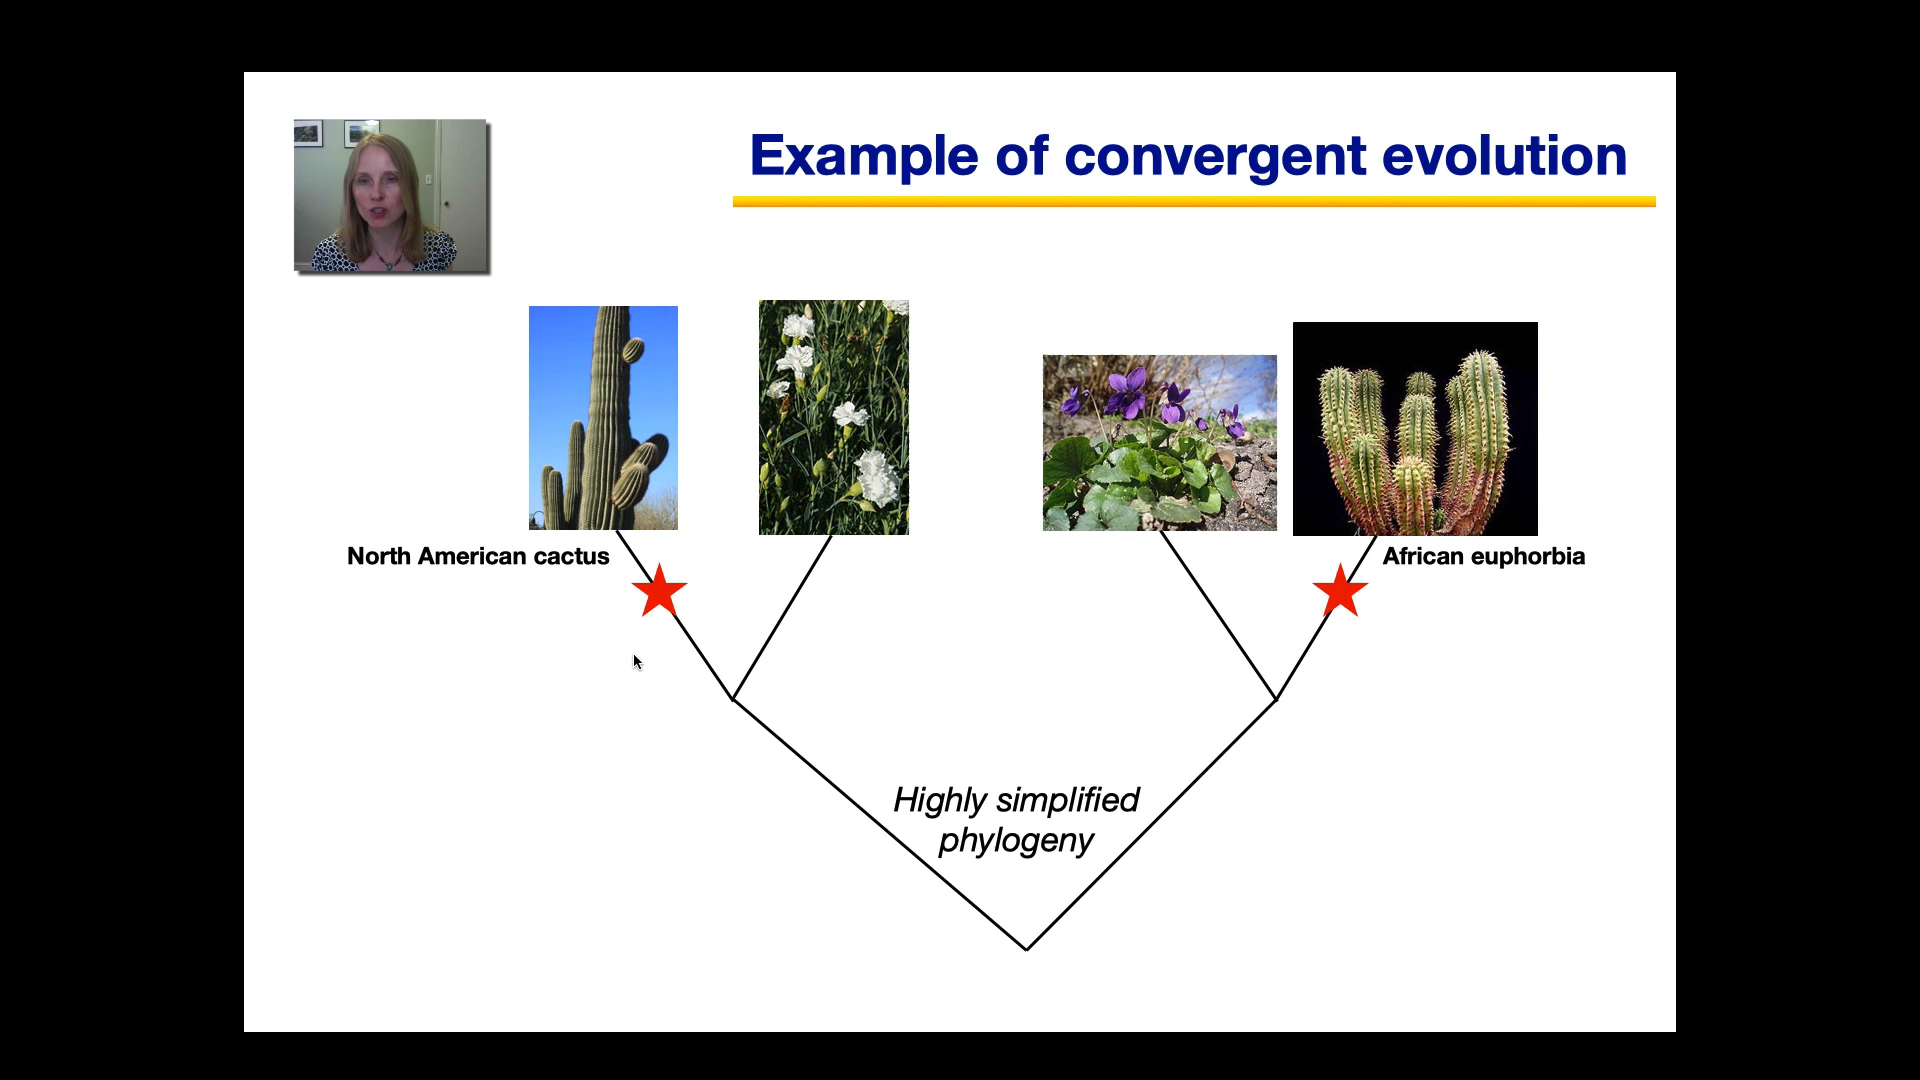 Example of convergent evolution
North American cactus
African euphorbia
Highly simplified
phylogeny